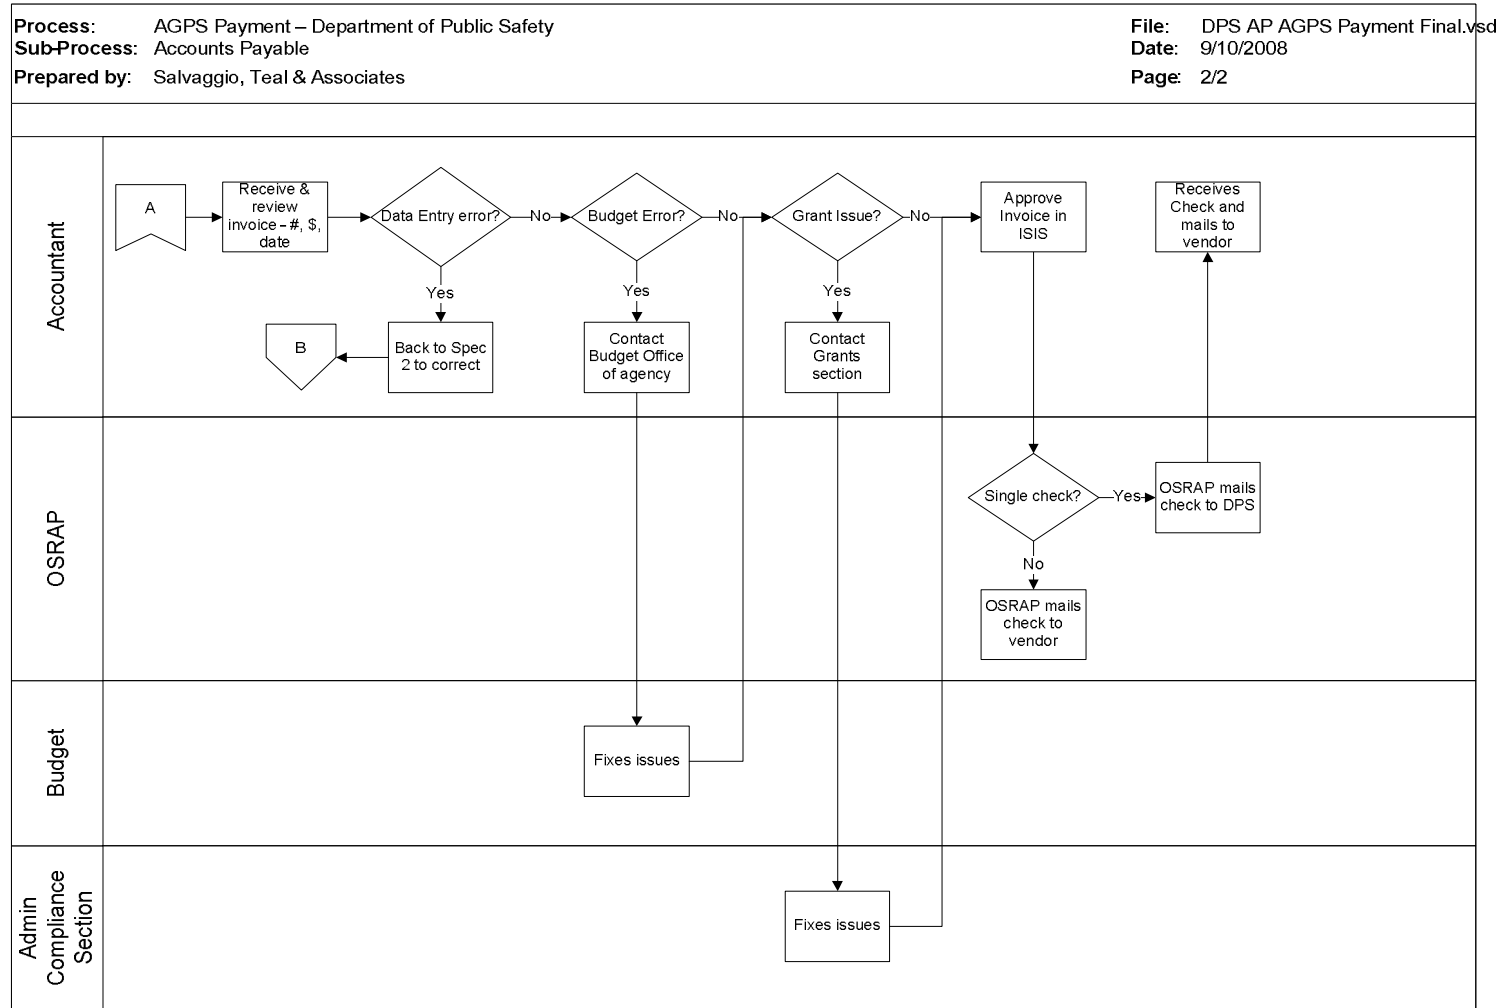 Process: AGPS Payment – Department of Public Safety
Sub-Process: Accounts Payable
Prepared by: Salvaggio, Teal & Associates
File: DPS AP AGPS Payment Final.vsd
Date: 9/10/2008
Page: 2/2
Accountant
A
Receive &
review
invoice – #, $,
date
Data Entry error?
No
Budget Error?
No
Grant Issue?
No
Approve
Invoice in
ISIS
Receives
Check and
mails to
vendor
Yes
Yes
Yes
B
Back to Spec
2 to correct
Contact
Budget Office
of agency
Contact
Grants
section
OSRAP
Single check?
Yes
OSRAP mails
check to DPS
No
OSRAP mails
check to
vendor
Budget
Fixes issues
Admin
Compliance
Section
Fixes issues